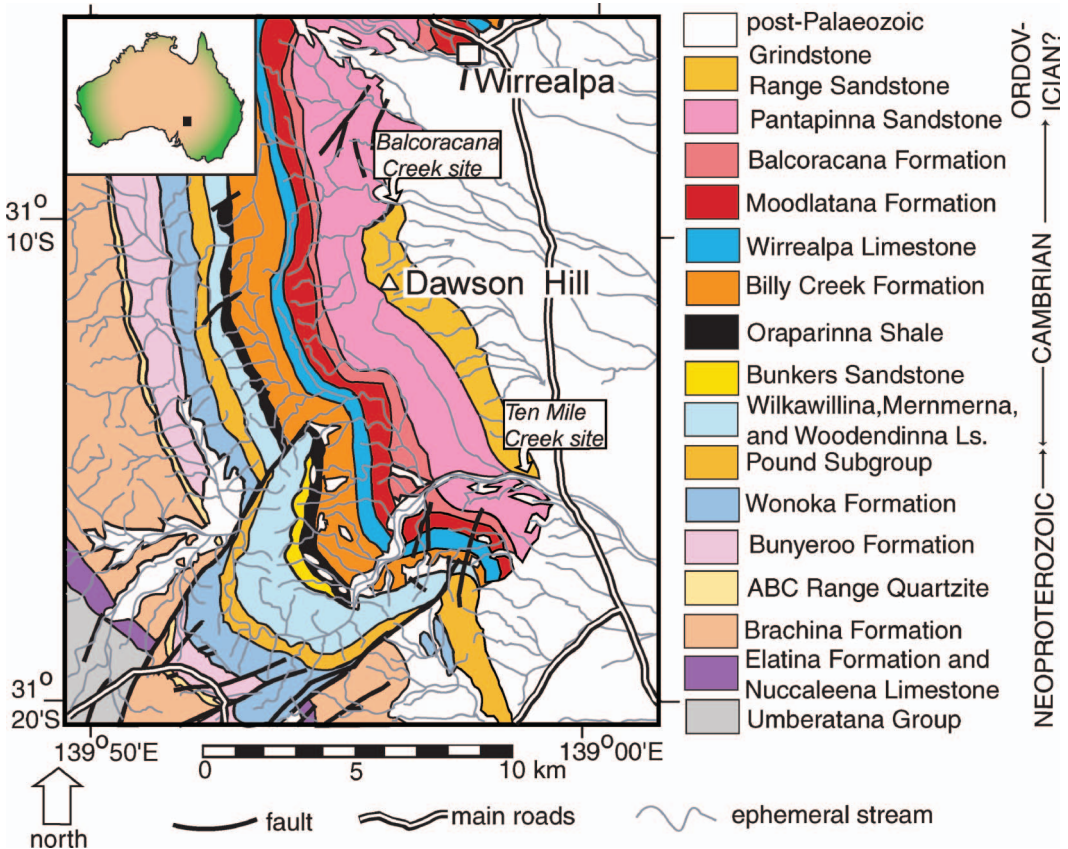 Wirrealpa
Balcoracana
Creek site
31°
10'S
Dawson Hill
Ten Mile
Creek site
31°
20'S
139°50'E
139°00'E
0 5 10 km
north
fault
main roads
ephemeral stream
post-Palaeozoic
Grindstone
Range Sandstone
Pantapinna Sandstone
Balcoracana Formation
Moodlatana Formation
Wirrealpa Limestone
Billy Creek Formation
Oraparinna Shale
Bunkers Sandstone
Wilkawillina,Mernmerna,
and Woodendinna Ls.
Pound Subgroup
Wonoka Formation
Bunyeroo Formation
ABC Range Quartzite
Brachina Formation
Elatina Formation and
Nuccaleena Limestone
Umberatana Group
ORDOV-
ICIAN?
CAMBRIAN
NEOPROTEROZOIC